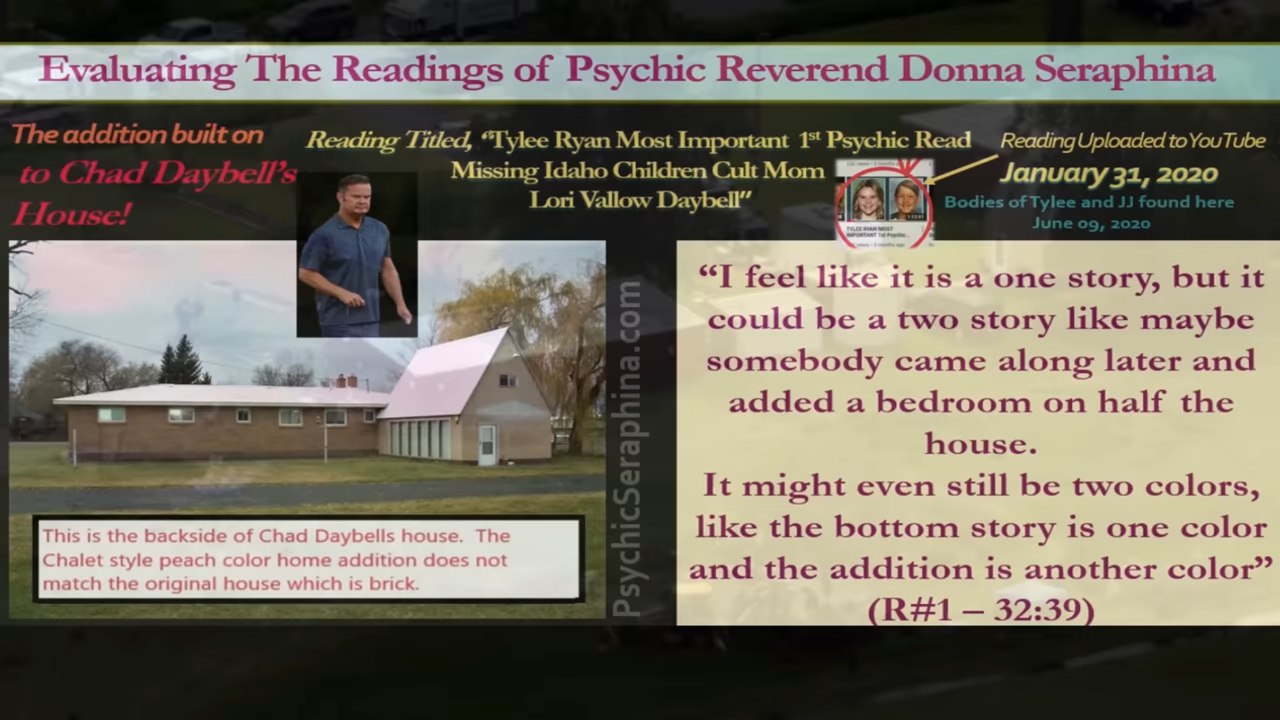 Evaluating The Readings of Psychic Reverend Donna Seraphina
The addition built on
to Chad Daybell's
House!
Reading Titled, “Tylee Ryan Most Important 1st Psychic Read
Missing Idaho Children Cult Mom
Lori Vallow Daybell”
Reading Uploaded to YouTube
January 31, 2020
Bodies of Tylee and JJ found here
June 09, 2020
TYLEE RYAN MOST
IMPORTANT 1st Psychic...
“I feel like it is a one story, but it
could be a two story like maybe
somebody came along later and
added a bedroom on half the
house.
It might even still be two colors,
like the bottom story is one color
and the addition is another color”
(R#1 – 32:39)
PsychicSeraphina.com
This is the backside of Chad Daybells house. The
Chalet style peach color home addition does not
match the original house which is brick.